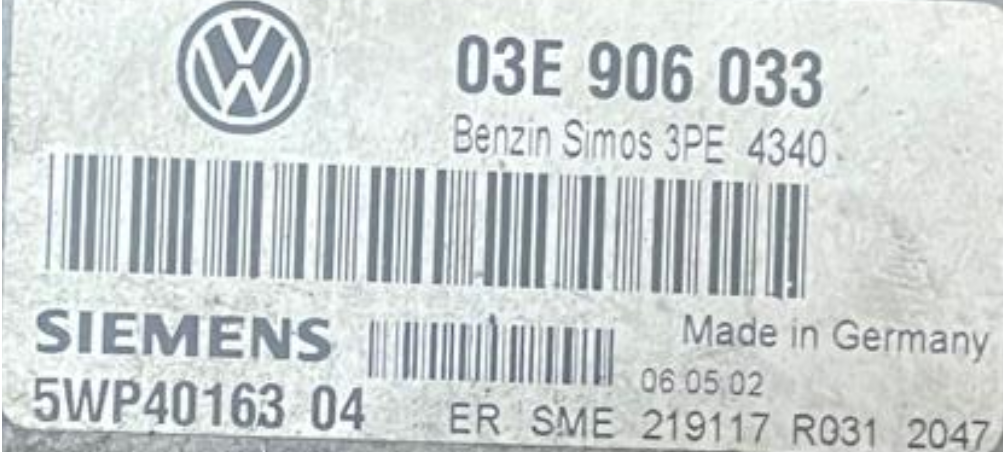 03E 906 033
Benzin Simos 3PE 4340
SIEMENS
Made in Germany
06.05.02
5WP40163 04
ER SME 219117 R031 2047